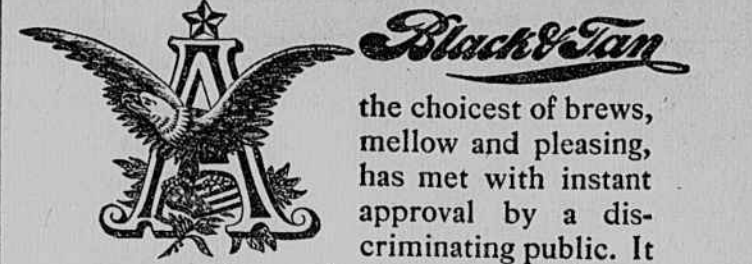 A
Black & Tan
the choicest of brews,
mellow and pleasing,
has met with instant
approval by a dis-
criminating public. It